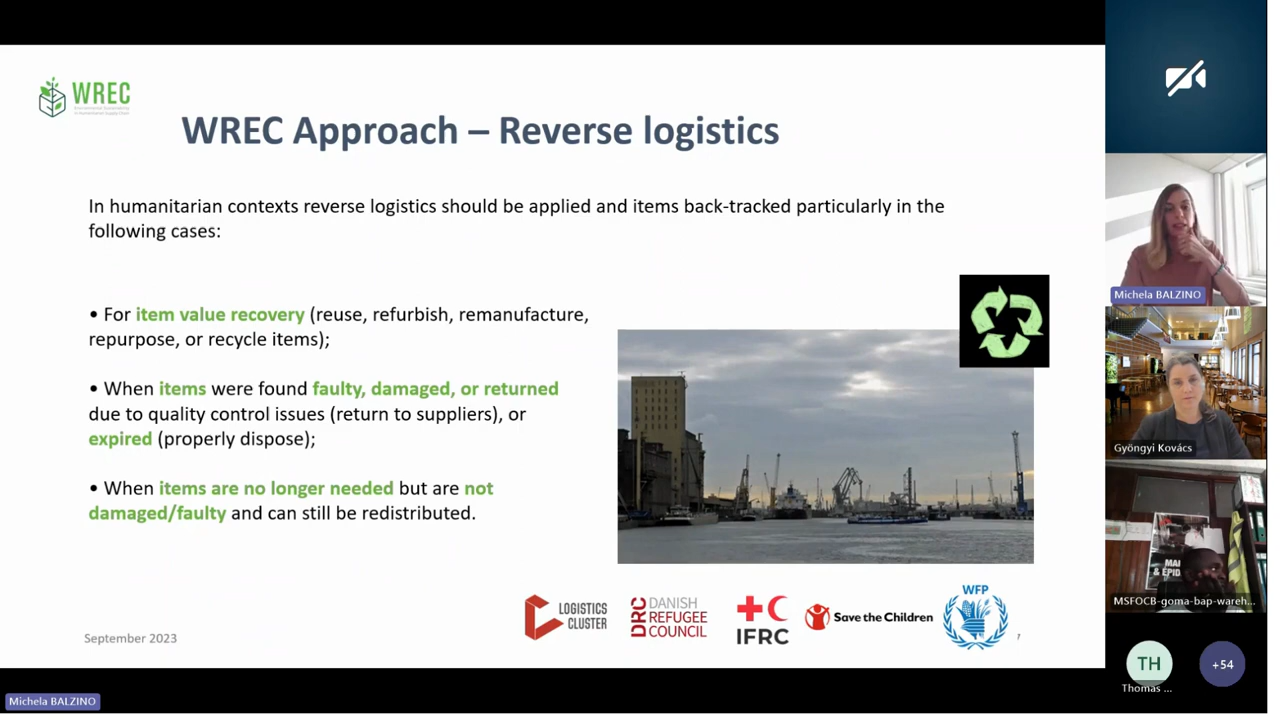 WREC
WREC Approach – Reverse logistics
In humanitarian contexts reverse logistics should be applied and items back-tracked particularly in the
following cases:
• For item value recovery (reuse, refurbish, remanufacture,
repurpose, or recycle items);
• When items were found faulty, damaged, or returned
due to quality control issues (return to suppliers), or
expired (properly dispose);
• When items are no longer needed but are not
damaged/faulty and can still be redistributed.
September 2023
LOGISTICS
CLUSTER
DRC DANISH
REFUGEE
COUNCIL
IFRC
Save the Children
WFP
Michela BALZINO
Michela BALZINO
Gyöngyi Kovács
MSFOCB-goma-bap-wareh...
TH
Thomas ...
+54